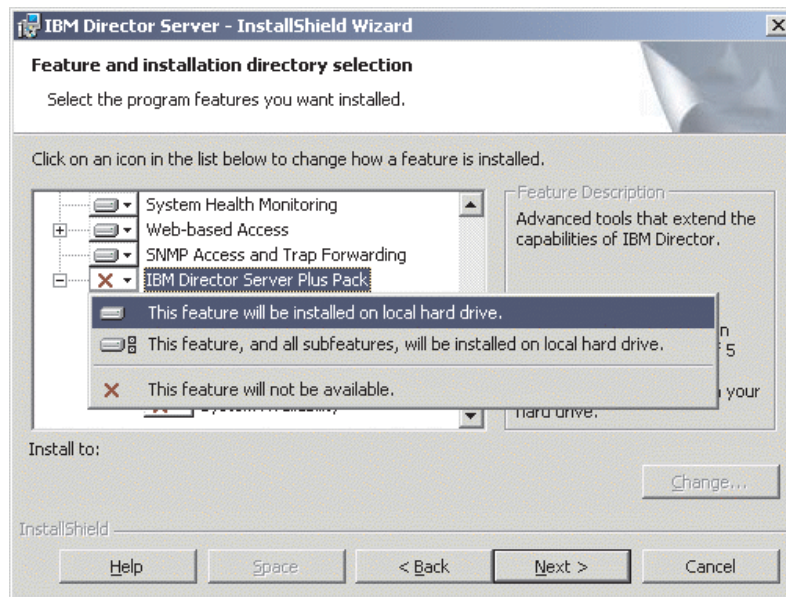 IBM Director Server - InstallShield Wizard
Feature and installation directory selection
Select the program features you want installed.
Click on an icon in the list below to change how a feature is installed.
System Health Monitoring
Web-based Access
SNMP Access and Trap Forwarding
IBM Director Server Plus Pack
This feature will be installed on local hard drive.
This feature, and all subfeatures, will be installed on local hard drive.
This feature will not be available.
Feature Description
Advanced tools that extend the
capabilities of IBM Director.
n
5
your
hard drive.
Install to:
Change...
InstallShield
Help
Space
< Back
Next >
Cancel